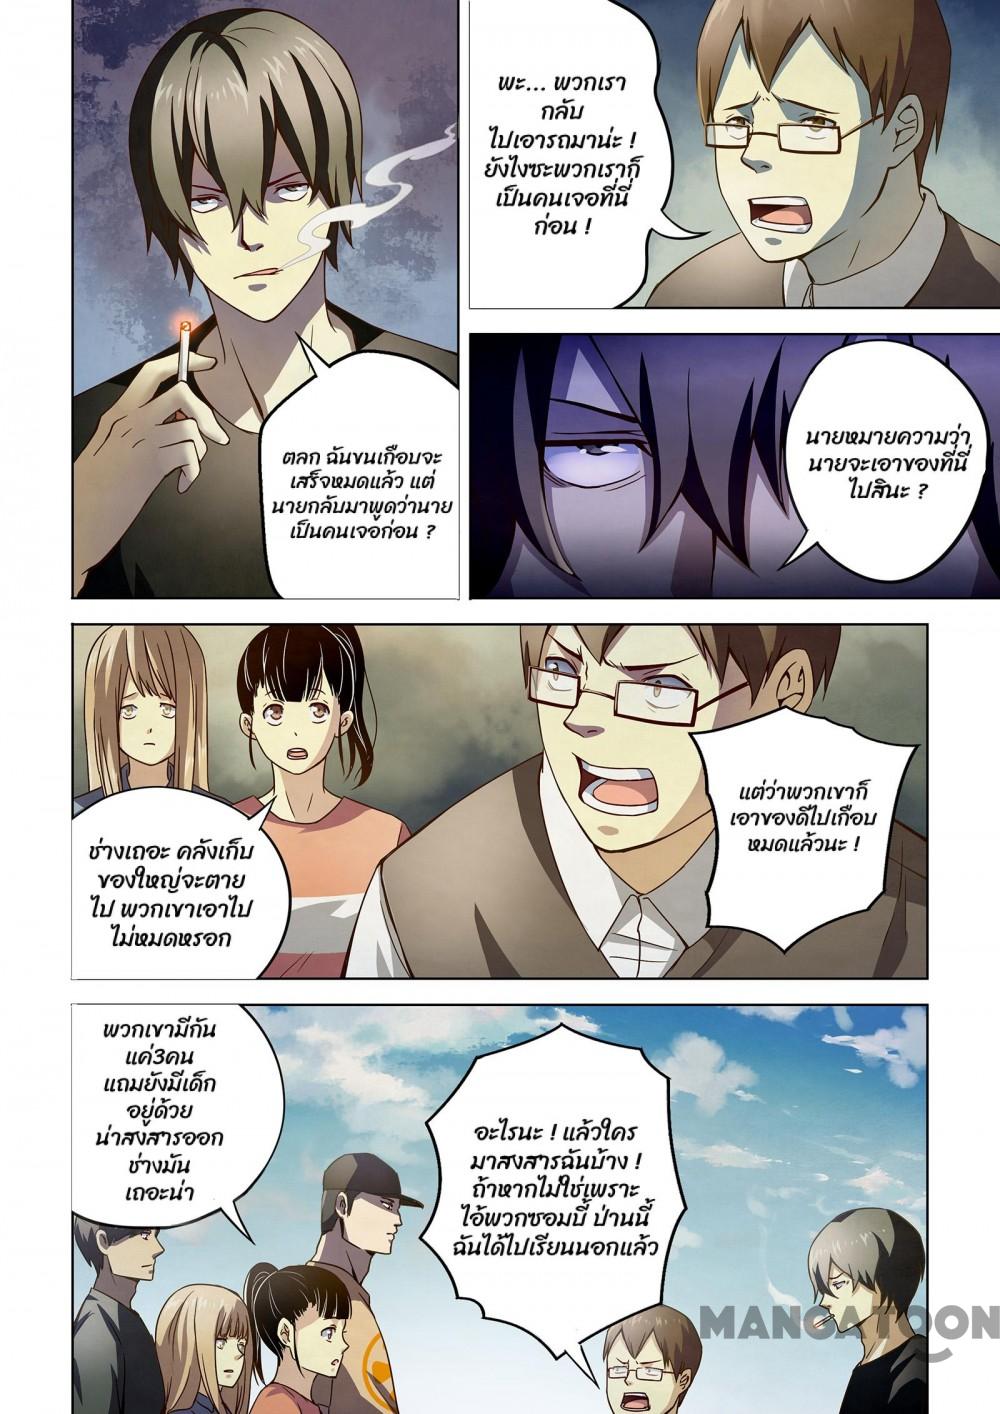 พะ... พวกเรา
กลับ
ไปเอารถมาน่ะ !
ยังไงซะพวกเราก็
เป็นคนเจอที่นี่
ก่อน !
ตลก ฉันขนเกือบจะ
เสร็จหมดแล้ว แต่
นายกลับมาพูดว่านาย
เป็นคนเจอก่อน ?
นายหมายความว่า
นายจะเอาของที่นี่
ไปสินะ ?
แต่ว่าพวกเขาก็
เอาของดีไปเกือบ
หมดแล้วนะ !
ช่างเถอะ คลังเก็บ
ของใหญ่จะตาย
ไป พวกเขาเอาไป
ไม่หมดหรอก
พวกเขามีกัน
แค่3คน
แถมยังมีเด็ก
อยู่ด้วย
น่าสงสารออก
ช่างมัน
เถอะน่า
อะไรนะ ! แล้วใคร
มาสงสารฉันบ้าง !
ถ้าหากไม่ใช่เพราะ
ไอ้พวกซอมบี้ ป่านนี้
ฉันได้ไปเรียนนอกแล้ว
MANGATOON